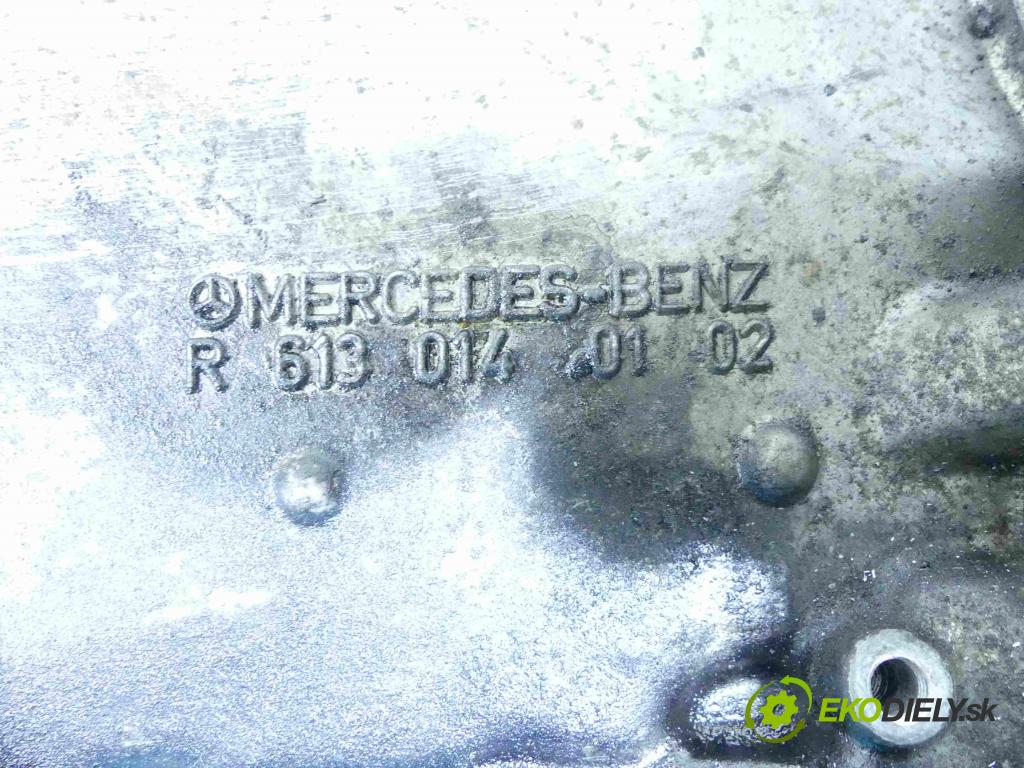 MERCEDES-BENZ
R 613 014 01 02
EKODIELY.sk